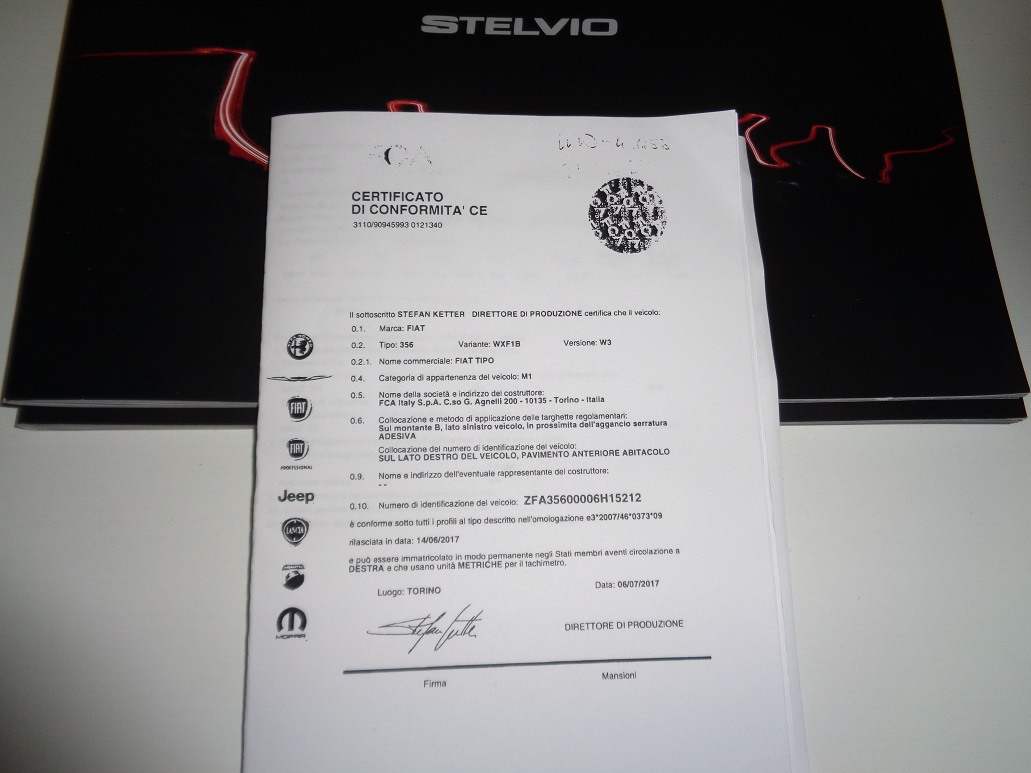 STELVIO
FCA
CERTIFICATO
DI CONFORMITA' CE
3110/90945993 0121340
Il sottoscritto STEFAN KETTER DIRETTORE DI PRODUZIONE certifica che il veicolo:
0.1. Marca: FIAT
0.2. Tipo: 356 Variante: WXF1B Versione: W3
0.2.1. Nome commerciale: FIAT TIPO
0.4. Categoria di appartenenza del veicolo: M1
0.5. Nome della società e indirizzo del costruttore:
FCA Italy S.p.A. C.so G. Agnelli 200 - 10135 - Torino - Italia
0.6. Collocazione e metodo di applicazione delle targhette regolamentari:
Sul montante B, lato sinistro veicolo, in prossimita dell'aggancio serratura
ADESIVA
Collocazione del numero di identificazione del veicolo:
SUL LATO DESTRO DEL VEICOLO, PAVIMENTO ANTERIORE ABITACOLO
0.9. Nome e indirizzo dell'eventuale rappresentante del costruttore:
- -
0.10. Numero di identificazione del veicolo: ZFA35600006H15212
è conforme sotto tutti i profili al tipo descritto nell'omologazione e3*2007/46*0373*09
rilasciata in data: 14/06/2017
e può essere immatricolato in modo permanente negli Stati membri aventi circolazione a
DESTRA e che usano unità METRICHE per il tachimetro.
Luogo: TORINO Data: 06/07/2017
Stefan Ketter
DIRETTORE DI PRODUZIONE
Firma Mansioni
FIAT
FIAT
PROFESSIONAL
Jeep
LANCIA
MOPAR